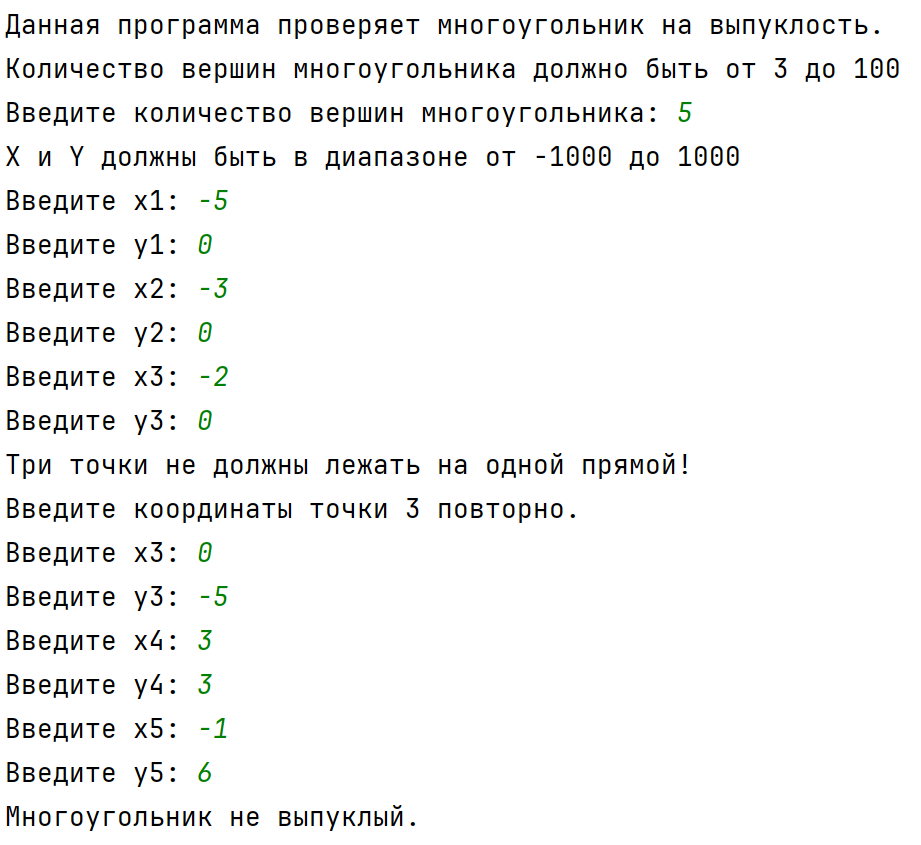 Данная программа проверяет многоугольник на выпуклость.
Количество вершин многоугольника должно быть от 3 до 100
Введите количество вершин многоугольника: 5
X и Y должны быть в диапазоне от -1000 до 1000
Введите x1: -5
Введите y1: 0
Введите x2: -3
Введите y2: 0
Введите x3: -2
Введите y3: 0
Три точки не должны лежать на одной прямой!
Введите координаты точки 3 повторно.
Введите x3: 0
Введите y3: -5
Введите x4: 3
Введите y4: 3
Введите x5: -1
Введите y5: 6
Многоугольник не выпуклый.